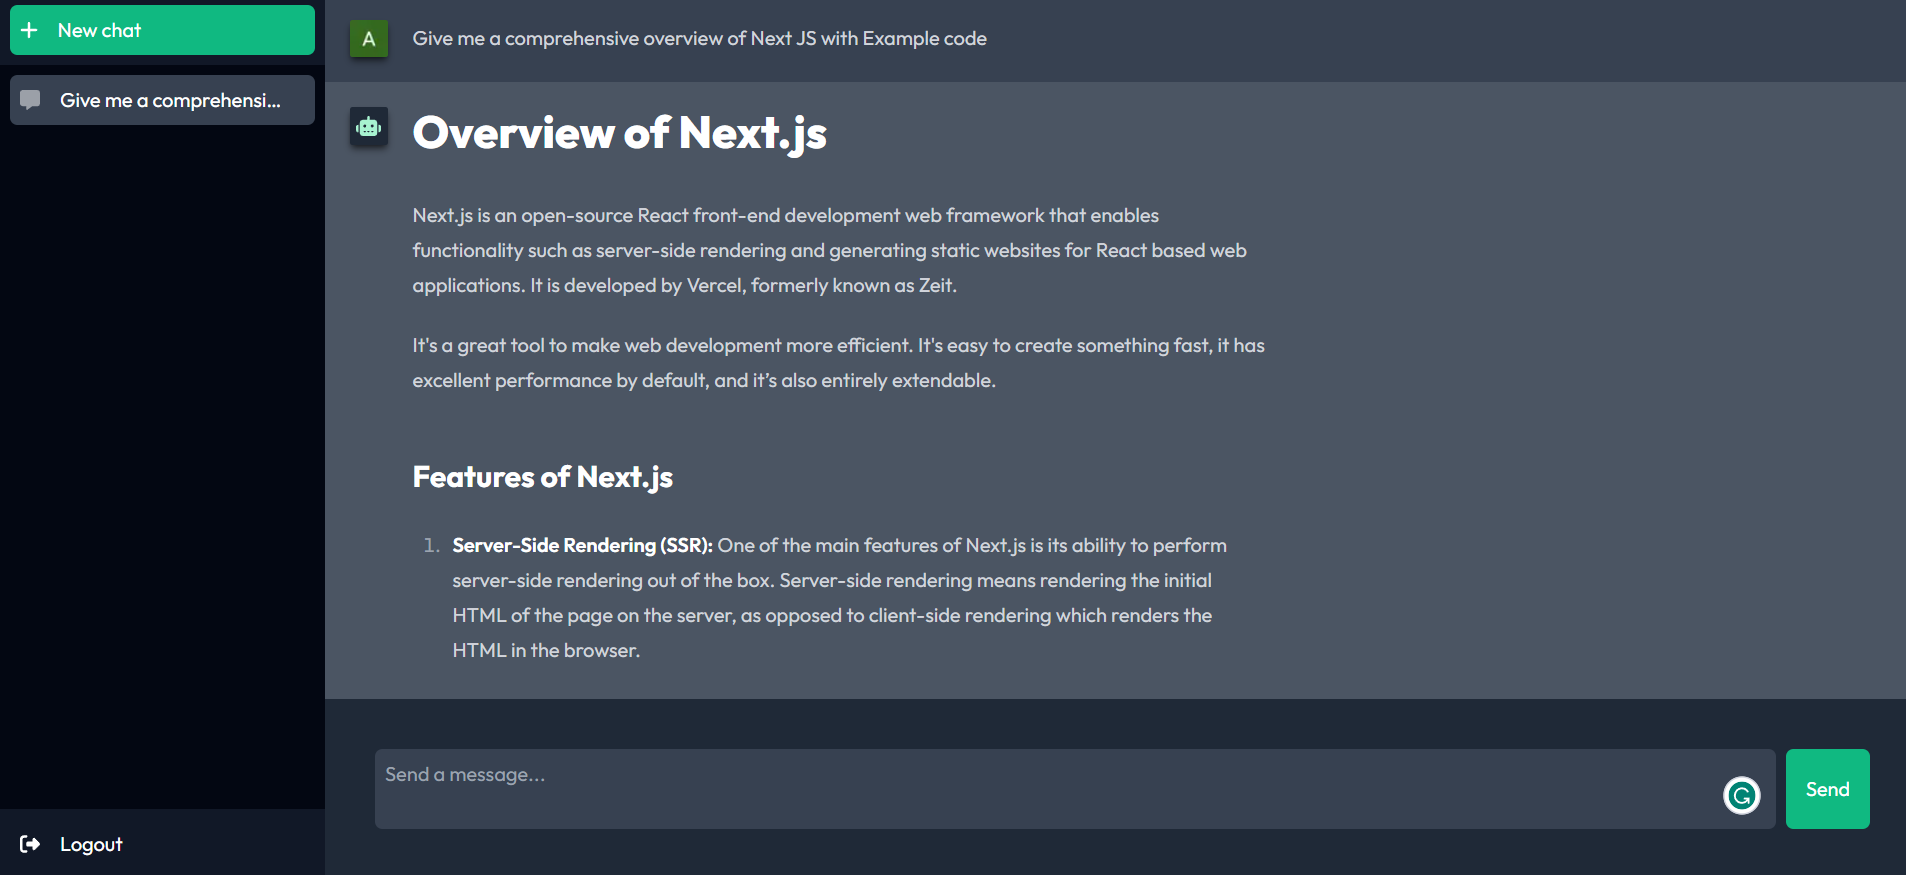 New chat
Give me a comprehensi...
Logout
A
Give me a comprehensive overview of Next JS with Example code
Overview of Next.js
Next.js is an open-source React front-end development web framework that enables
functionality such as server-side rendering and generating static websites for React based web
applications. It is developed by Vercel, formerly known as Zeit.
It's a great tool to make web development more efficient. It's easy to create something fast, it has
excellent performance by default, and it’s also entirely extendable.
Features of Next.js
1. Server-Side Rendering (SSR): One of the main features of Next.js is its ability to perform
server-side rendering out of the box. Server-side rendering means rendering the initial
HTML of the page on the server, as opposed to client-side rendering which renders the
HTML in the browser.
Send a message...
Send